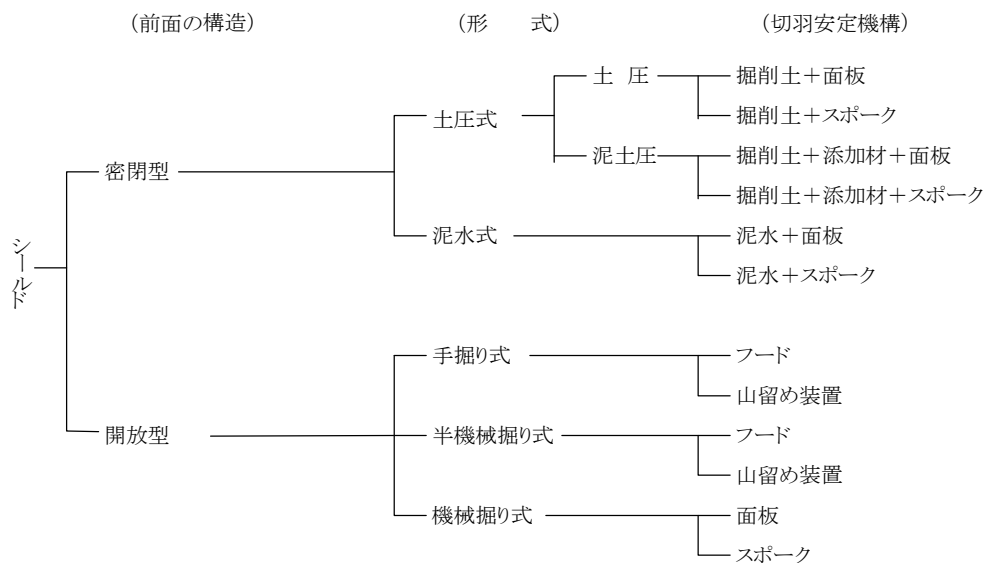 (前面の構造)
(形　式)
(切羽安定機構)
土 圧
掘削土＋面板
土圧式
掘削土＋スポーク
泥土圧
掘削土＋添加材＋面板
密閉型
掘削土＋添加材＋スポーク
泥水式
泥水＋面板
シールド
泥水＋スポーク
手掘り式
フード
山留め装置
開放型
半機械掘り式
フード
山留め装置
機械掘り式
面板
スポーク